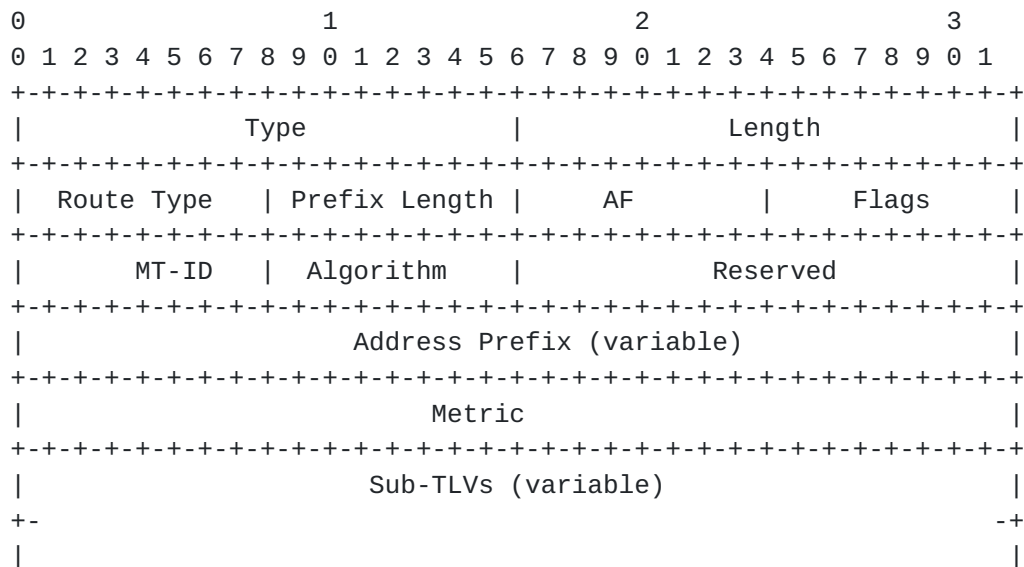 0                   1                   2                   3
0 1 2 3 4 5 6 7 8 9 0 1 2 3 4 5 6 7 8 9 0 1 2 3 4 5 6 7 8 9 0 1
+-+-+-+-+-+-+-+-+-+-+-+-+-+-+-+-+-+-+-+-+-+-+-+-+-+-+-+-+-+-+-+-+
|              Type             |             Length            |
+-+-+-+-+-+-+-+-+-+-+-+-+-+-+-+-+-+-+-+-+-+-+-+-+-+-+-+-+-+-+-+-+
|  Route Type   | Prefix Length |     AF        |     Flags     |
+-+-+-+-+-+-+-+-+-+-+-+-+-+-+-+-+-+-+-+-+-+-+-+-+-+-+-+-+-+-+-+-+
|       MT-ID   |  Algorithm    |            Reserved           |
+-+-+-+-+-+-+-+-+-+-+-+-+-+-+-+-+-+-+-+-+-+-+-+-+-+-+-+-+-+-+-+-+
|                     Address Prefix (variable)                 |
+-+-+-+-+-+-+-+-+-+-+-+-+-+-+-+-+-+-+-+-+-+-+-+-+-+-+-+-+-+-+-+-+
|                          Metric                               |
+-+-+-+-+-+-+-+-+-+-+-+-+-+-+-+-+-+-+-+-+-+-+-+-+-+-+-+-+-+-+-+-+
|                      Sub-TLVs (variable)                      |
+-                                                             -+
|                                                               |